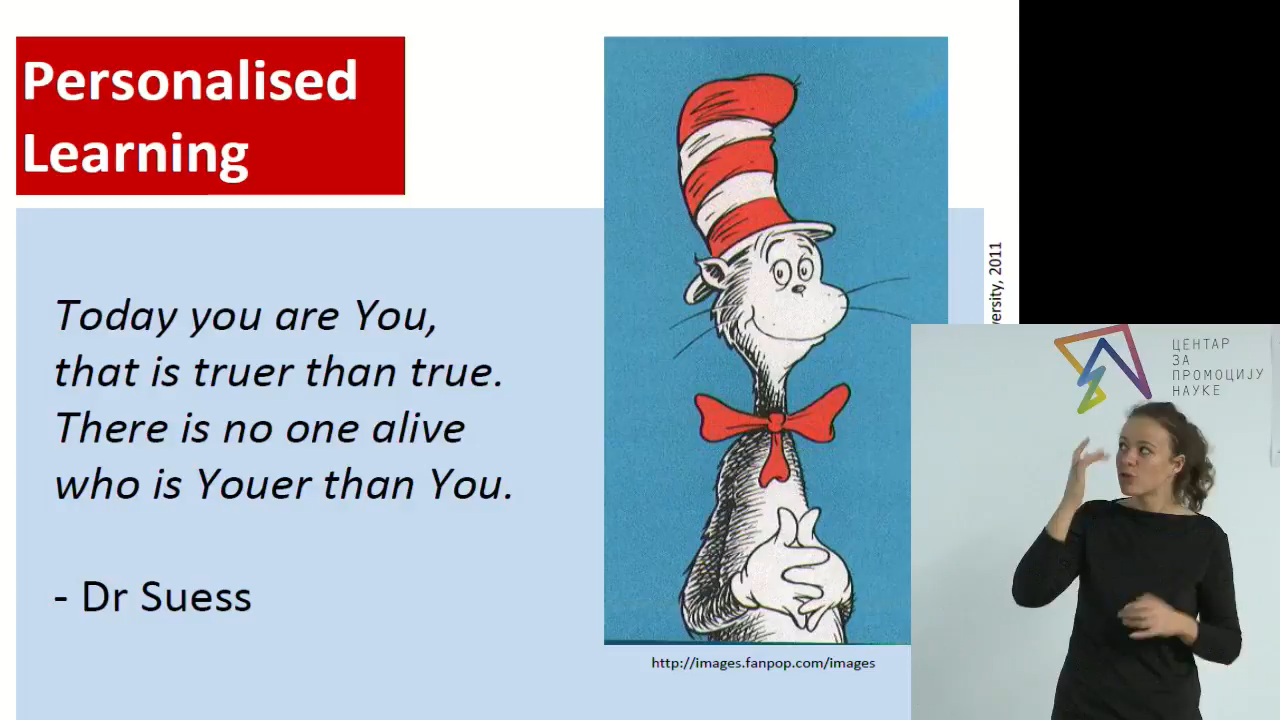 Personalised
Learning
Today you are You,
that is truer than true.
There is no one alive
who is Youer than You.
- Dr Suess
http://images.fanpop.com/images
2011
ЦЕНТАР
ЗА
ПРОМОЦИЈУ
НАУКЕ